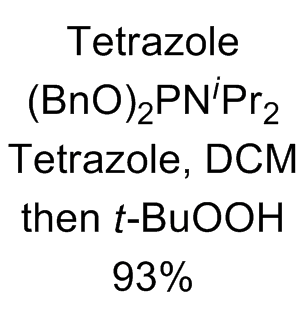 Tetrazole
(BnO)₂PNⁱPr₂
Tetrazole, DCM
then t-BuOOH
93%